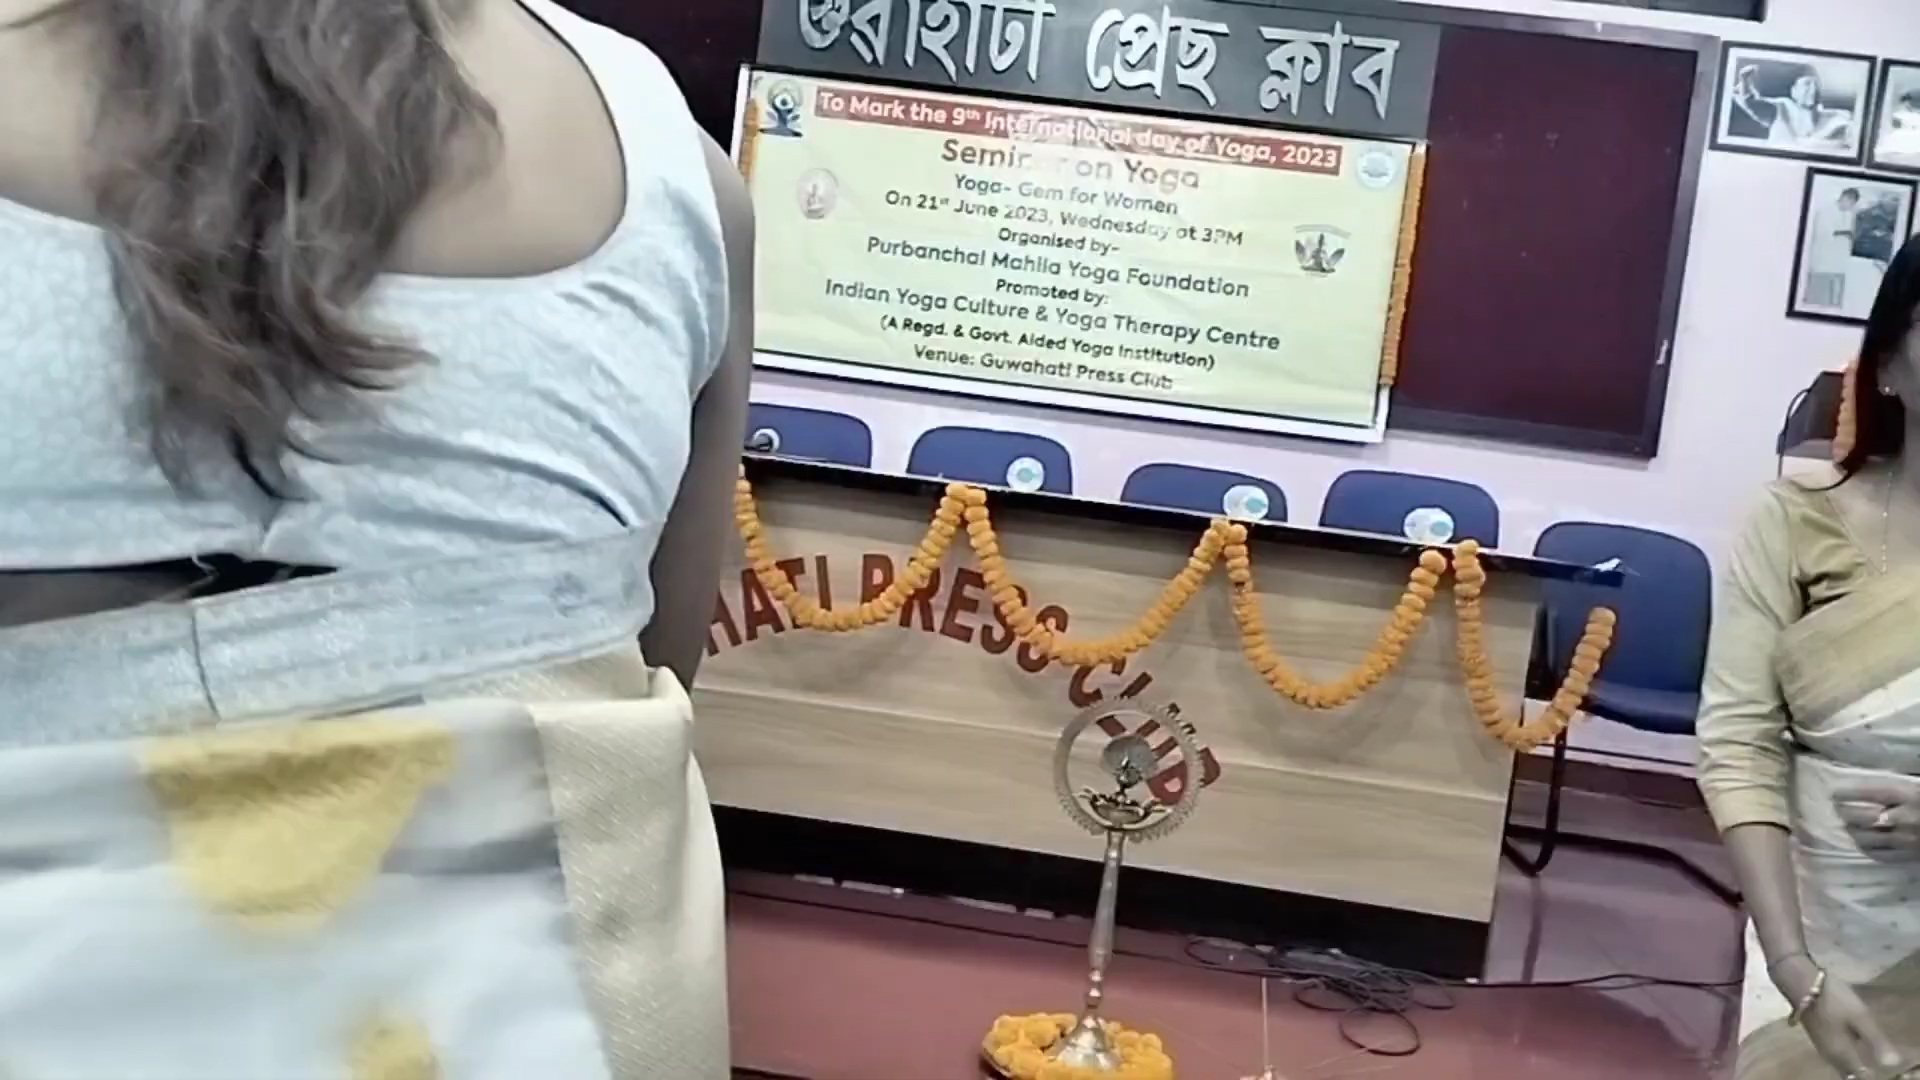 গুৱাহাটী প্ৰেছ ক্লাব
To Mark the 9th International day of Yoga, 2023
Seminar on Yoga
Yoga- Gem for Women
On 21st June 2023, Wednesday at 3PM
Organised by-
Purbanchal Mahila Yoga Foundation
Promoted by:
Indian Yoga Culture & Yoga Therapy Centre
(A Regd. & Govt. Aided Yoga Institution)
Venue: Guwahati Press Club
HATI PRESS CLUB